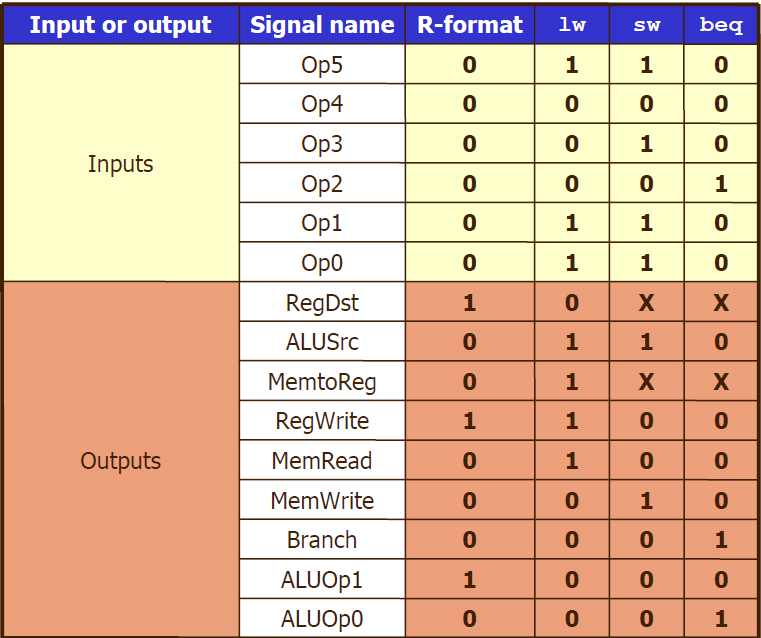 Input or output Signal name R-format lw sw beq
Inputs
Op5 0 1 1 0
Op4 0 0 0 0
Op3 0 0 1 0
Op2 0 0 0 1
Op1 0 1 1 0
Op0 0 1 1 0
Outputs
RegDst 1 0 X X
ALUSrc 0 1 1 0
MemtoReg 0 1 X X
RegWrite 1 1 0 0
MemRead 0 1 0 0
MemWrite 0 0 1 0
Branch 0 0 0 1
ALUOp1 1 0 0 0
ALUOp0 0 0 0 1